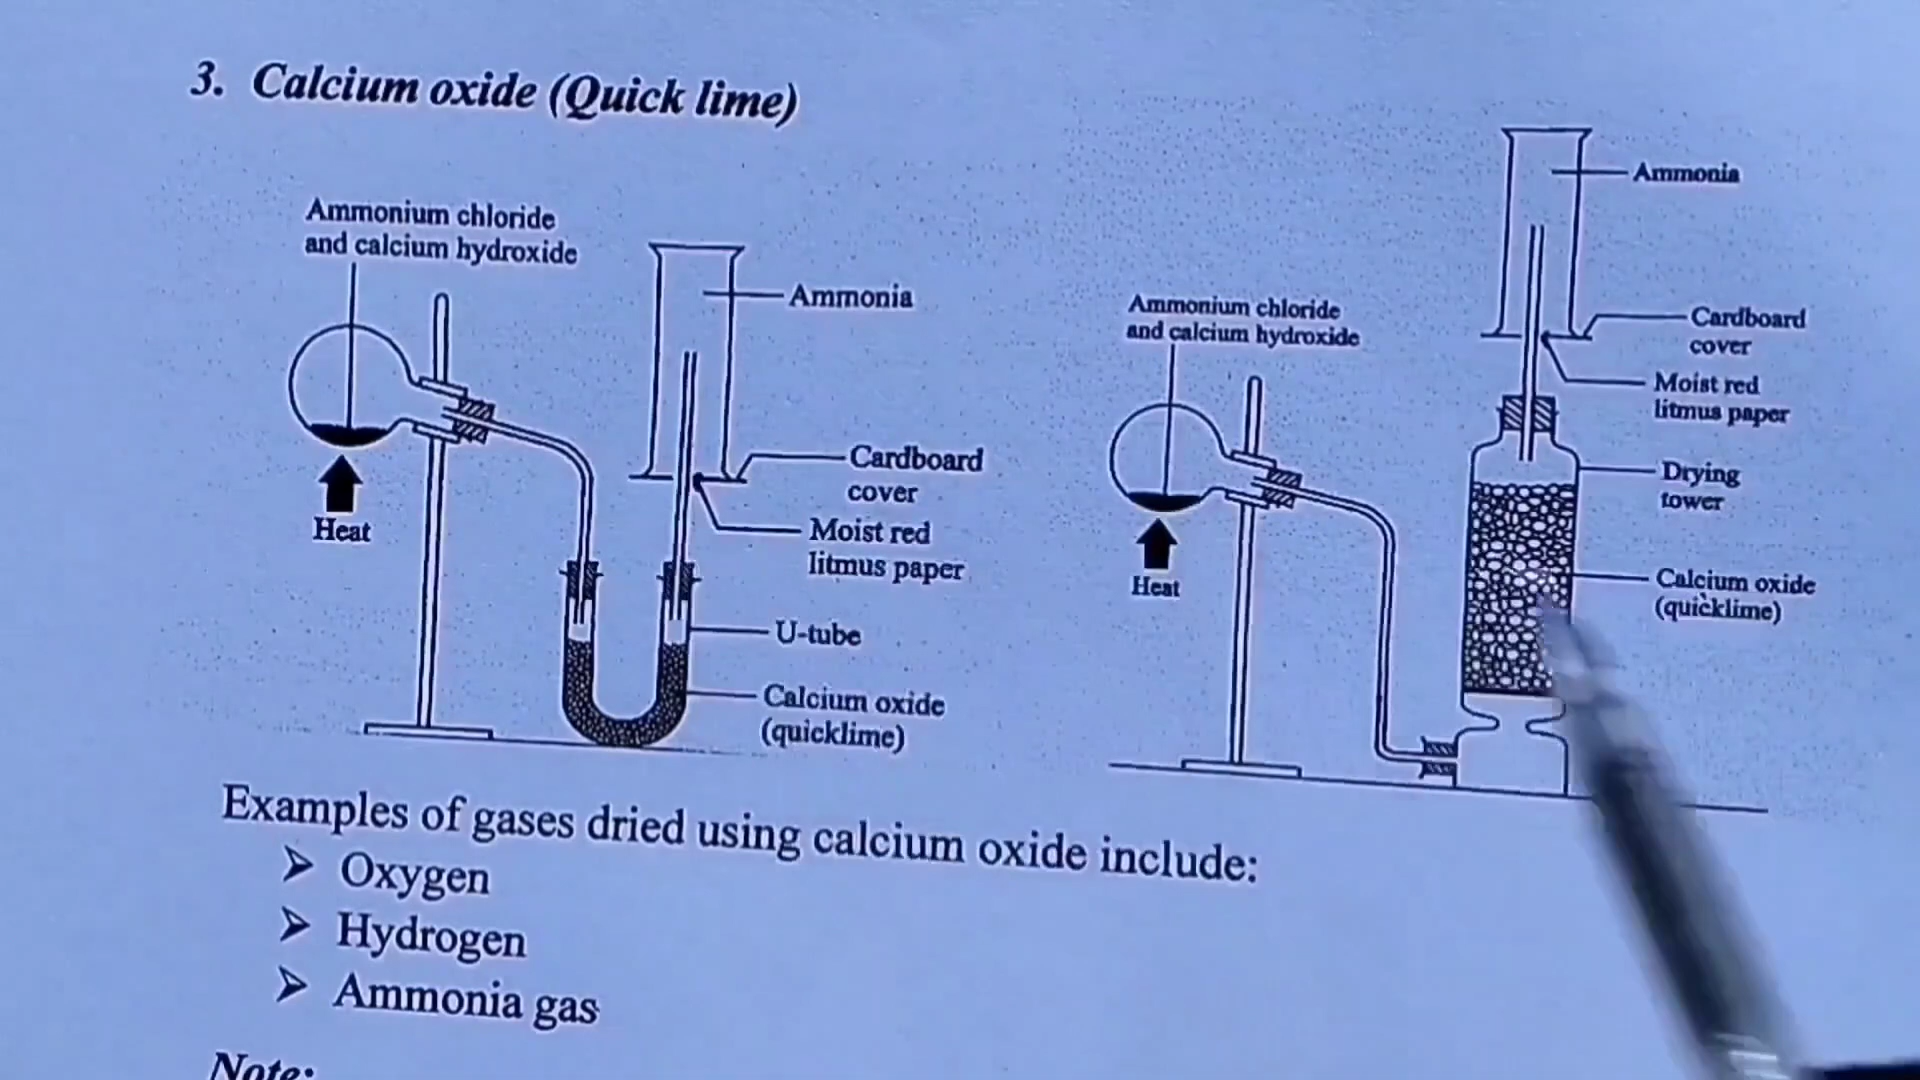 3. Calcium oxide (Quick lime)
Ammonium chloride
and calcium hydroxide
Ammonia
Cardboard
cover
Moist red
litmus paper
Heat
U-tube
Calcium oxide
(quicklime)
Ammonia
Ammonium chloride
and calcium hydroxide
Cardboard
cover
Moist red
litmus paper
Drying
tower
Heat
Calcium oxide
(quicklime)
Examples of gases dried using calcium oxide include:
➢ Oxygen
➢ Hydrogen
➢ Ammonia gas
Note: